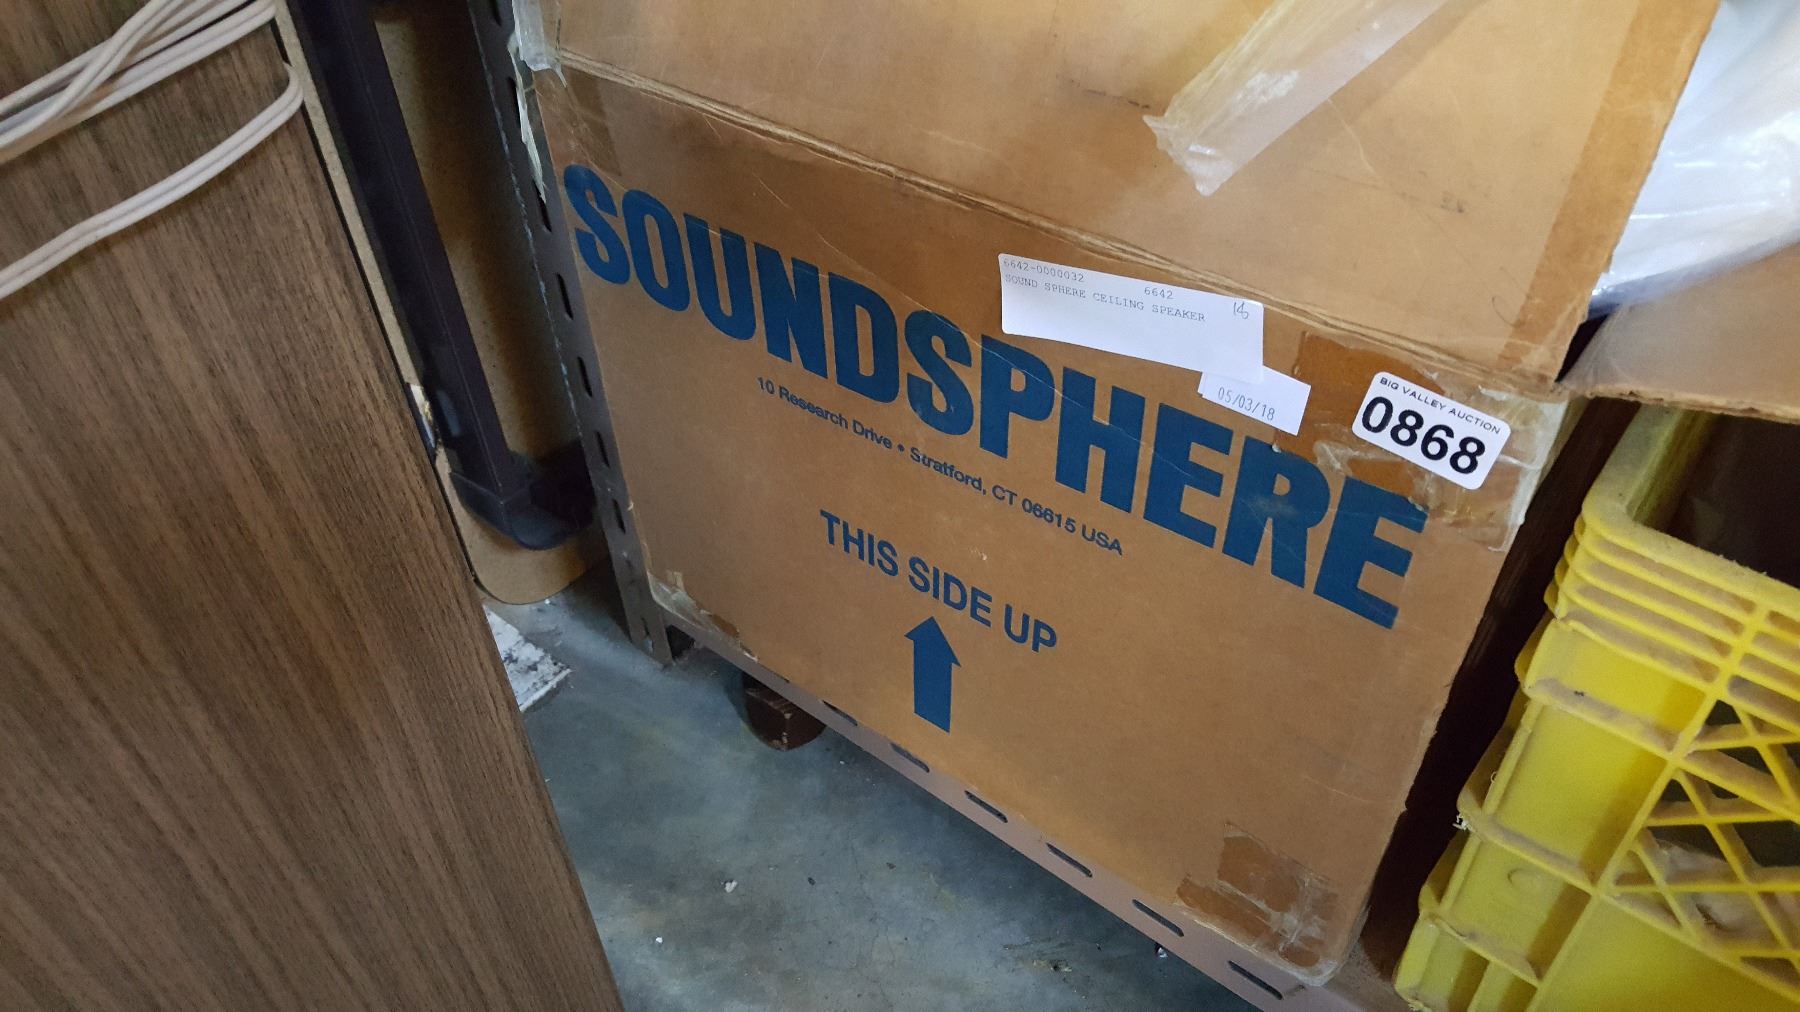 SOUNDSPHERE
10 Research Drive • Stratford, CT 06615 USA
THIS SIDE UP
6642-0000032 6642
SOUND SPHERE CEILING SPEAKER
05/03/18
BIG VALLEY AUCTION
0868